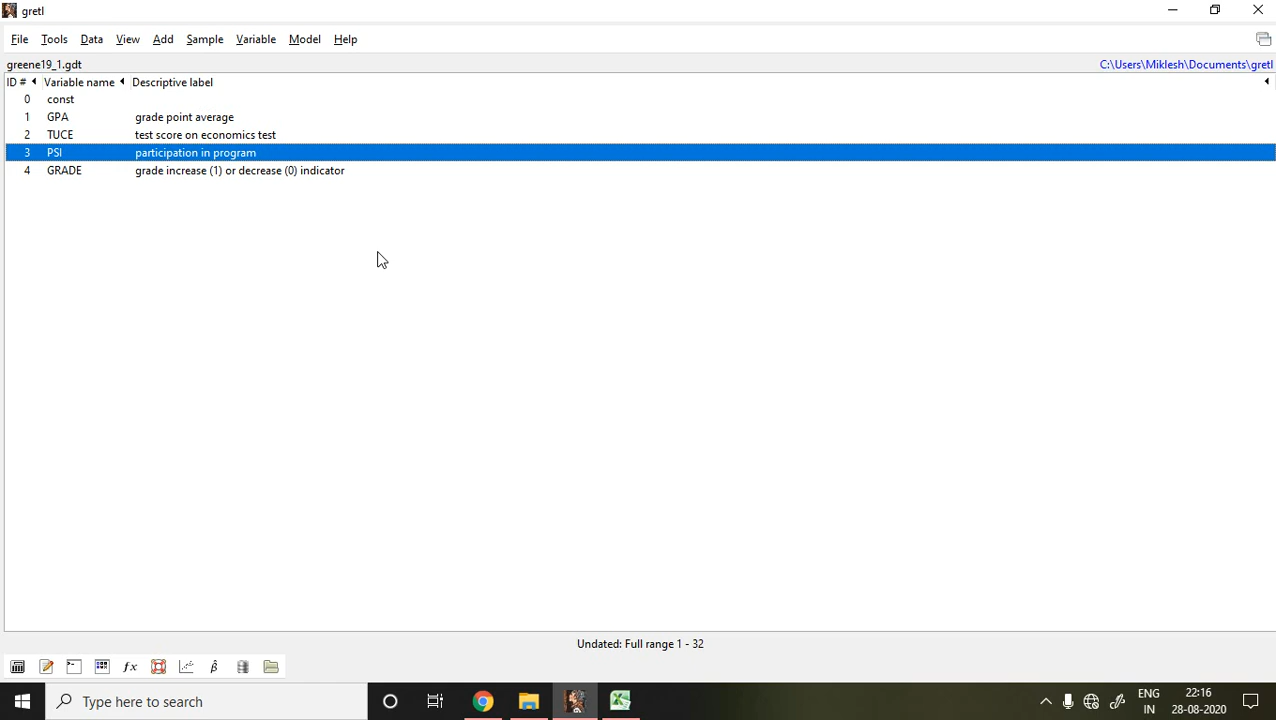 gretl
File Tools Data View Add Sample Variable Model Help
greene19_1.gdt C:\Users\Miklesh\Documents\gretl
ID # Variable name Descriptive label
0 const
1 GPA grade point average
2 TUCE test score on economics test
3 PSI participation in program
4 GRADE grade increase (1) or decrease (0) indicator
Undated: Full range 1 - 32
fx β̂
Type here to search
ENG 22:16
IN 28-08-2020